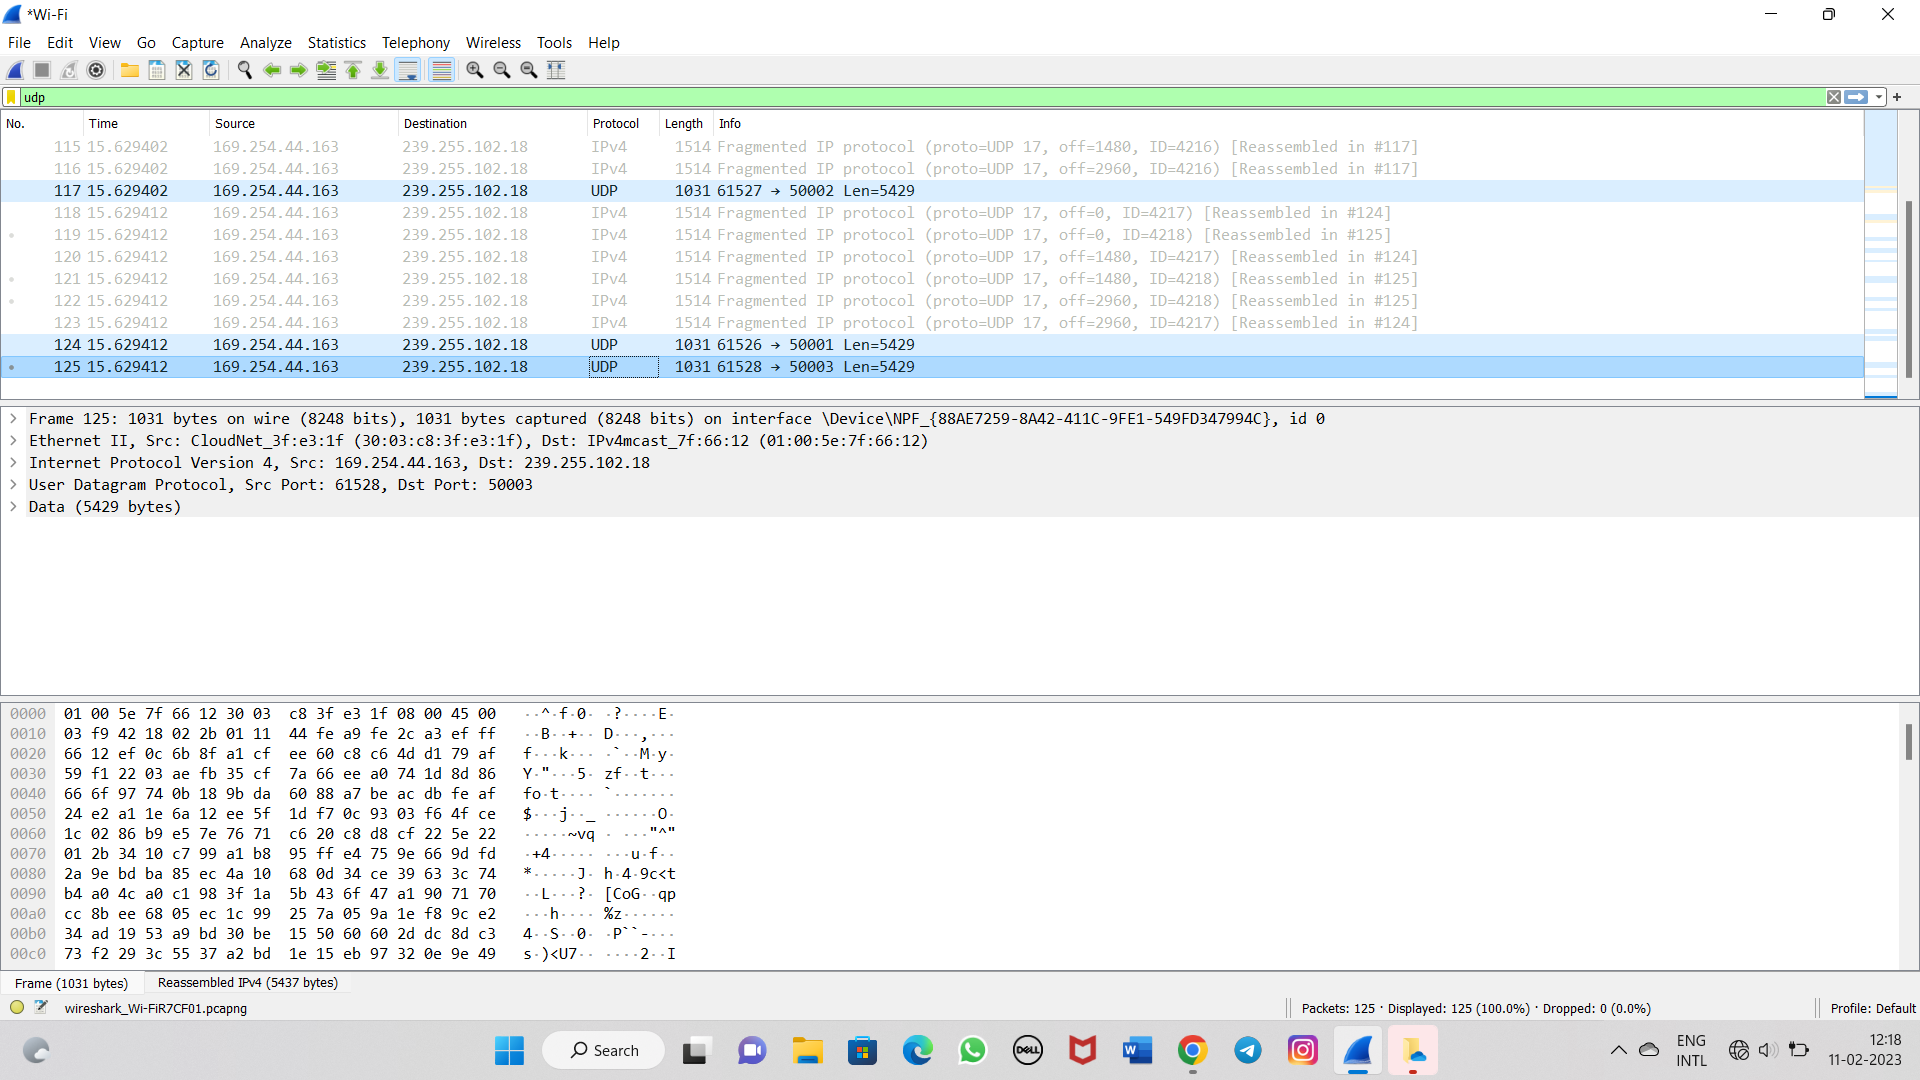 *Wi-Fi
File Edit View Go Capture Analyze Statistics Telephony Wireless Tools Help
udp
No. Time Source Destination Protocol Length Info
115 15.629402 169.254.44.163 239.255.102.18 IPv4 1514 Fragmented IP protocol (proto=UDP 17, off=1480, ID=4216) [Reassembled in #117]
116 15.629402 169.254.44.163 239.255.102.18 IPv4 1514 Fragmented IP protocol (proto=UDP 17, off=2960, ID=4216) [Reassembled in #117]
117 15.629402 169.254.44.163 239.255.102.18 UDP 1031 61527 → 50002 Len=5429
118 15.629412 169.254.44.163 239.255.102.18 IPv4 1514 Fragmented IP protocol (proto=UDP 17, off=0, ID=4217) [Reassembled in #124]
119 15.629412 169.254.44.163 239.255.102.18 IPv4 1514 Fragmented IP protocol (proto=UDP 17, off=0, ID=4218) [Reassembled in #125]
120 15.629412 169.254.44.163 239.255.102.18 IPv4 1514 Fragmented IP protocol (proto=UDP 17, off=1480, ID=4217) [Reassembled in #124]
121 15.629412 169.254.44.163 239.255.102.18 IPv4 1514 Fragmented IP protocol (proto=UDP 17, off=1480, ID=4218) [Reassembled in #125]
122 15.629412 169.254.44.163 239.255.102.18 IPv4 1514 Fragmented IP protocol (proto=UDP 17, off=2960, ID=4218) [Reassembled in #125]
123 15.629412 169.254.44.163 239.255.102.18 IPv4 1514 Fragmented IP protocol (proto=UDP 17, off=2960, ID=4217) [Reassembled in #124]
124 15.629412 169.254.44.163 239.255.102.18 UDP 1031 61526 → 50001 Len=5429
125 15.629412 169.254.44.163 239.255.102.18 UDP 1031 61528 → 50003 Len=5429
Frame 125: 1031 bytes on wire (8248 bits), 1031 bytes captured (8248 bits) on interface \Device\NPF_{88AE7259-8A42-411C-9FE1-549FD347994C}, id 0
Ethernet II, Src: CloudNet_3f:e3:1f (30:03:c8:3f:e3:1f), Dst: IPv4mcast_7f:66:12 (01:00:5e:7f:66:12)
Internet Protocol Version 4, Src: 169.254.44.163, Dst: 239.255.102.18
User Datagram Protocol, Src Port: 61528, Dst Port: 50003
Data (5429 bytes)
0000 01 00 5e 7f 66 12 30 03 c8 3f e3 1f 08 00 45 00 ··^·f·0· ·?····E·
0010 03 f9 42 18 02 2b 01 11 44 fe a9 fe 2c a3 ef ff ··B··+·· D···,···
0020 66 12 ef 0c 6b 8f a1 cf ee 60 c8 c6 4d d1 79 af f···k··· ·`··M·y·
0030 59 f1 22 03 ae fb 35 cf 7a 66 ee a0 74 1d 8d 86 Y·"···5· zf··t···
0040 66 6f 97 74 0b 18 9b da 60 88 a7 be ac db fe af fo·t···· `·······
0050 24 e2 a1 1e 6a 12 ee 5f 1d f7 0c 93 03 f6 4f ce $···j··_ ······O·
0060 1c 02 86 b9 e5 7e 76 71 c6 20 c8 d8 cf 22 5e 22 ·····~vq · ···"^"
0070 01 2b 34 10 c7 99 a1 b8 95 ff e4 75 9e 66 9d fd ·+4····· ···u·f··
0080 2a 9e bd ba 85 ec 4a 10 68 0d 34 ce 39 63 3c 74 *·····J· h·4·9c<t
0090 b4 a0 4c a0 c1 98 3f 1a 5b 43 6f 47 a1 90 71 70 ··L···?· [CoG··qp
00a0 cc 8b ee 68 05 ec 1c 99 25 7a 05 9a 1e f8 9c e2 ···h···· %z······
00b0 34 ad 19 53 a9 bd 30 be 15 50 60 60 2d dc 8d c3 4··S··0· ·P``-···
00c0 73 f2 29 3c 55 37 a2 bd 1e 15 eb 97 32 0e 9e 49 s·)<U7·· ····2··I
Frame (1031 bytes) Reassembled IPv4 (5437 bytes)
wireshark_Wi-FiR7CF01.pcapng Packets: 125 · Displayed: 125 (100.0%) · Dropped: 0 (0.0%) Profile: Default
Search DELL W ENG INTL 12:18
11-02-2023